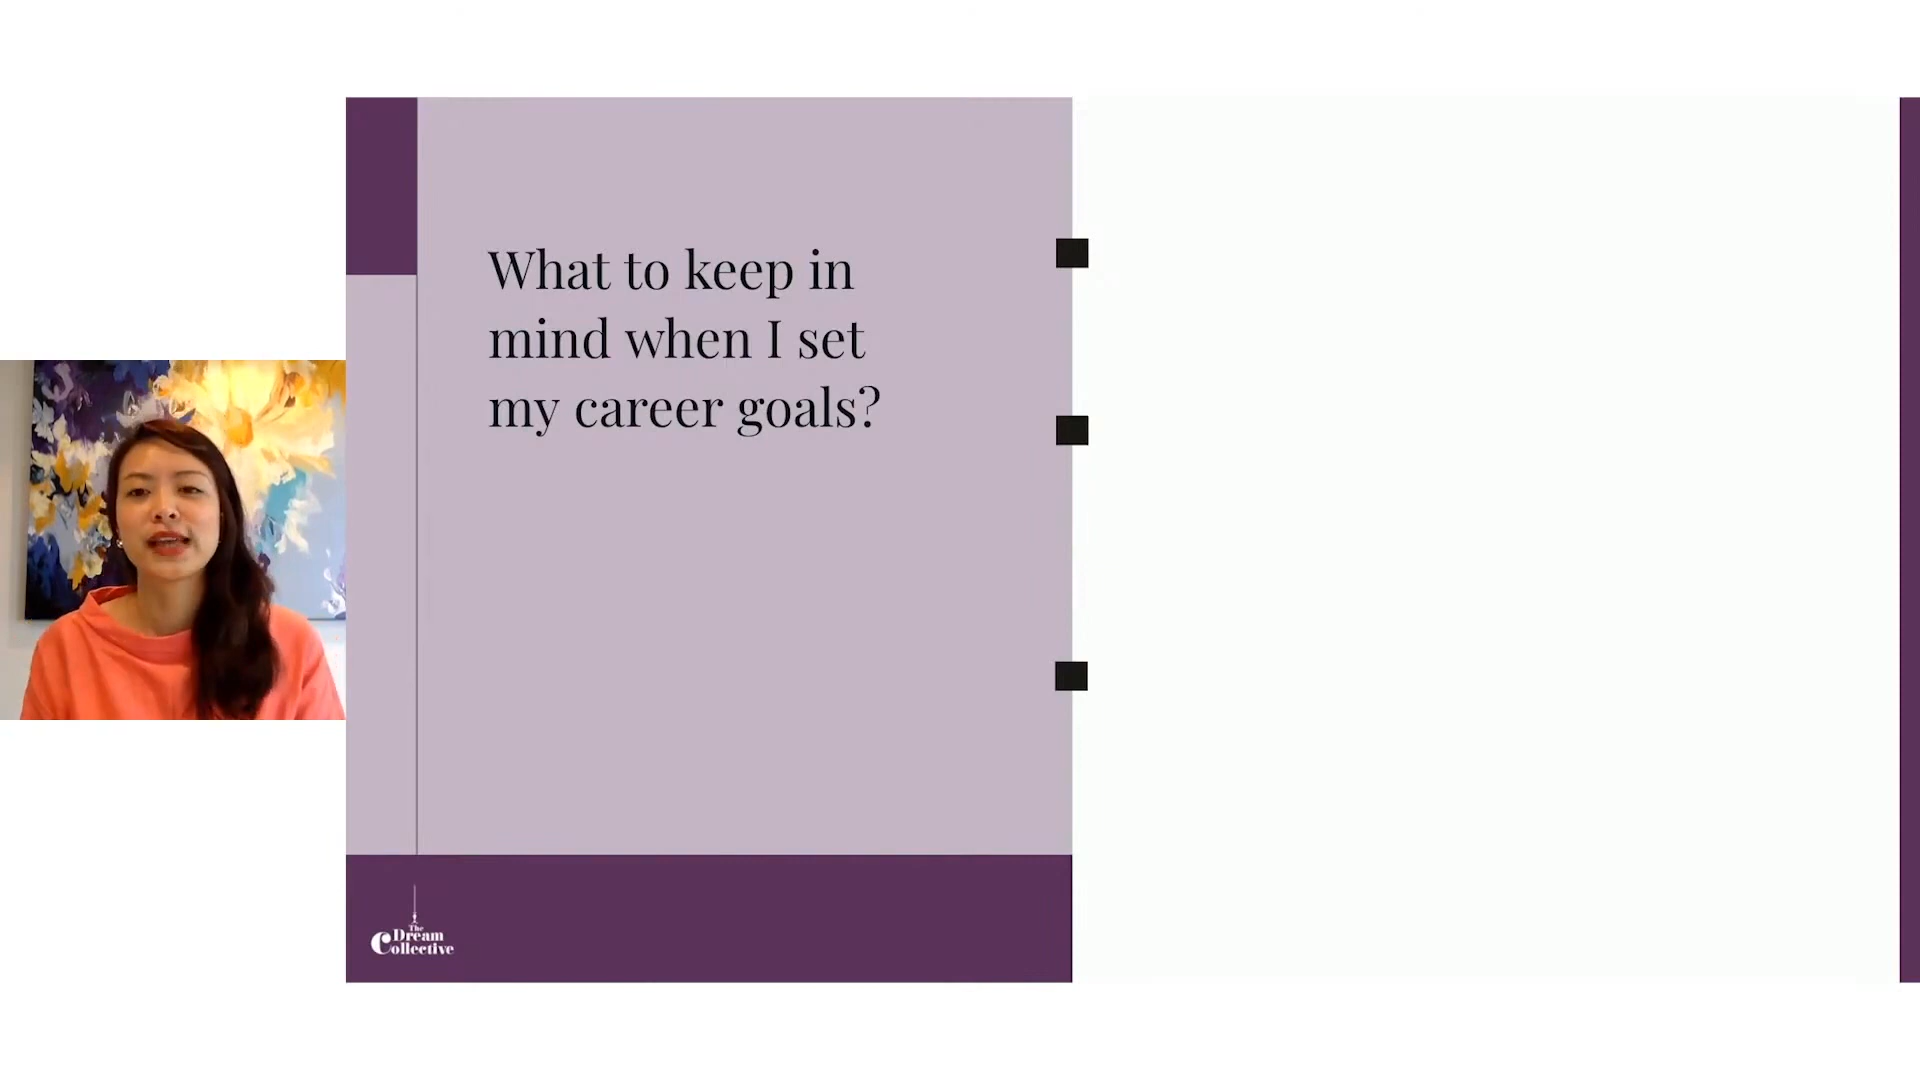 What to keep in
mind when I set
my career goals?
The
Dream
Collective